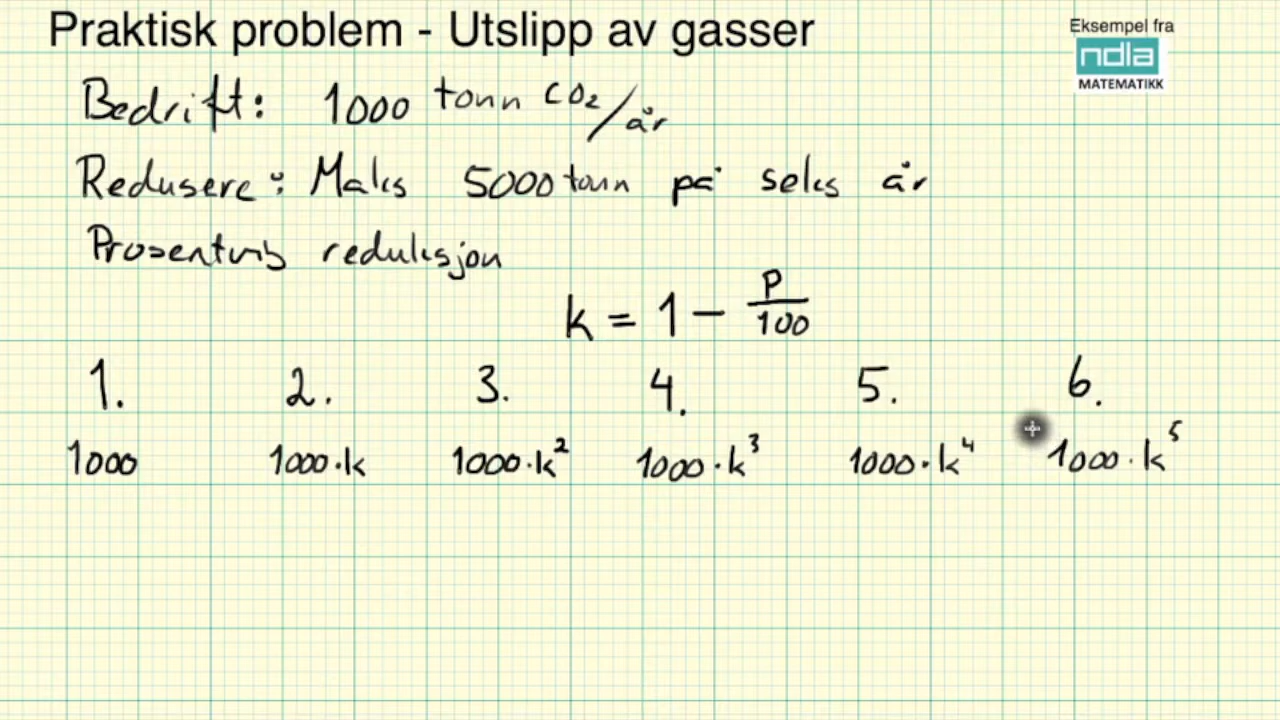 Praktisk problem - Utslipp av gasser
Eksempel fra
ndla
MATEMATIKK
Bedrift: 1000 tonn CO₂/år
Redusere: Maks 5000 tonn på seks år
Prosentvis reduksjon
k = 1 - P/100
1. 2. 3. 4. 5. 6.
1000 1000·k 1000·k² 1000·k³ 1000·k⁴ 1000·k⁵